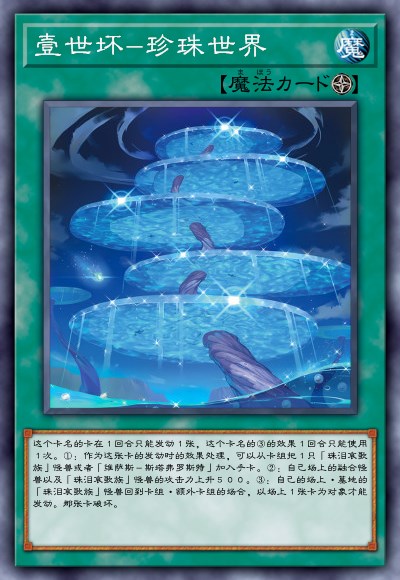 壹世坏–珍珠世界
魔
【魔法カード】
ま ほう
这个卡名的卡在1回合只能发动1张，这个卡名的③的效果1回合只能使用
1次。①：作为这张卡的发动时的效果处理，可以从卡组把1只「珠泪哀歌
族」怪兽或者「维萨斯－斯塔弗罗斯特」加入手卡。②：自己场上的融合怪
兽以及「珠泪哀歌族」怪兽的攻击力上升500。③：自己的场上·墓地的
「珠泪哀歌族」怪兽回到卡组·额外卡组的场合，以场上1张卡为对象才能
发动。那张卡破坏。